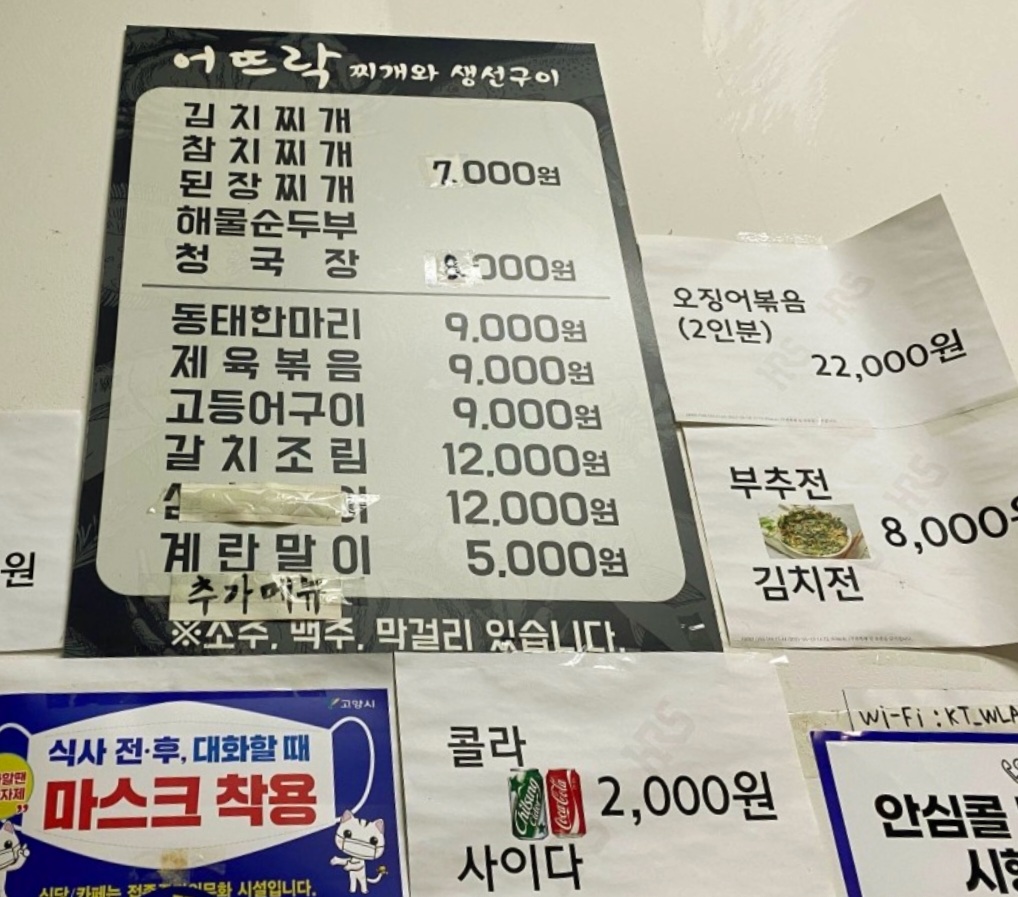 어뜨락 찌개와 생선구이
김치찌개
참치찌개
된장찌개
7,000원
해물순두부
청국장 8,000원
동태한마리 9,000원
제육볶음 9,000원
고등어구이 9,000원
갈치조림 12,000원
12,000원
계란말이 5,000원
추가메뉴
※소주, 맥주, 막걸리 있습니다.
오징어볶음
(2인분)
22,000원
부추전
8,000원
김치전
원
고양시
식사 전·후, 대화할 때
마스크 착용
콜라
Chilsung
Coca-Cola
2,000원
사이다
Wi-Fi : KT_WLA
안심콜
시행